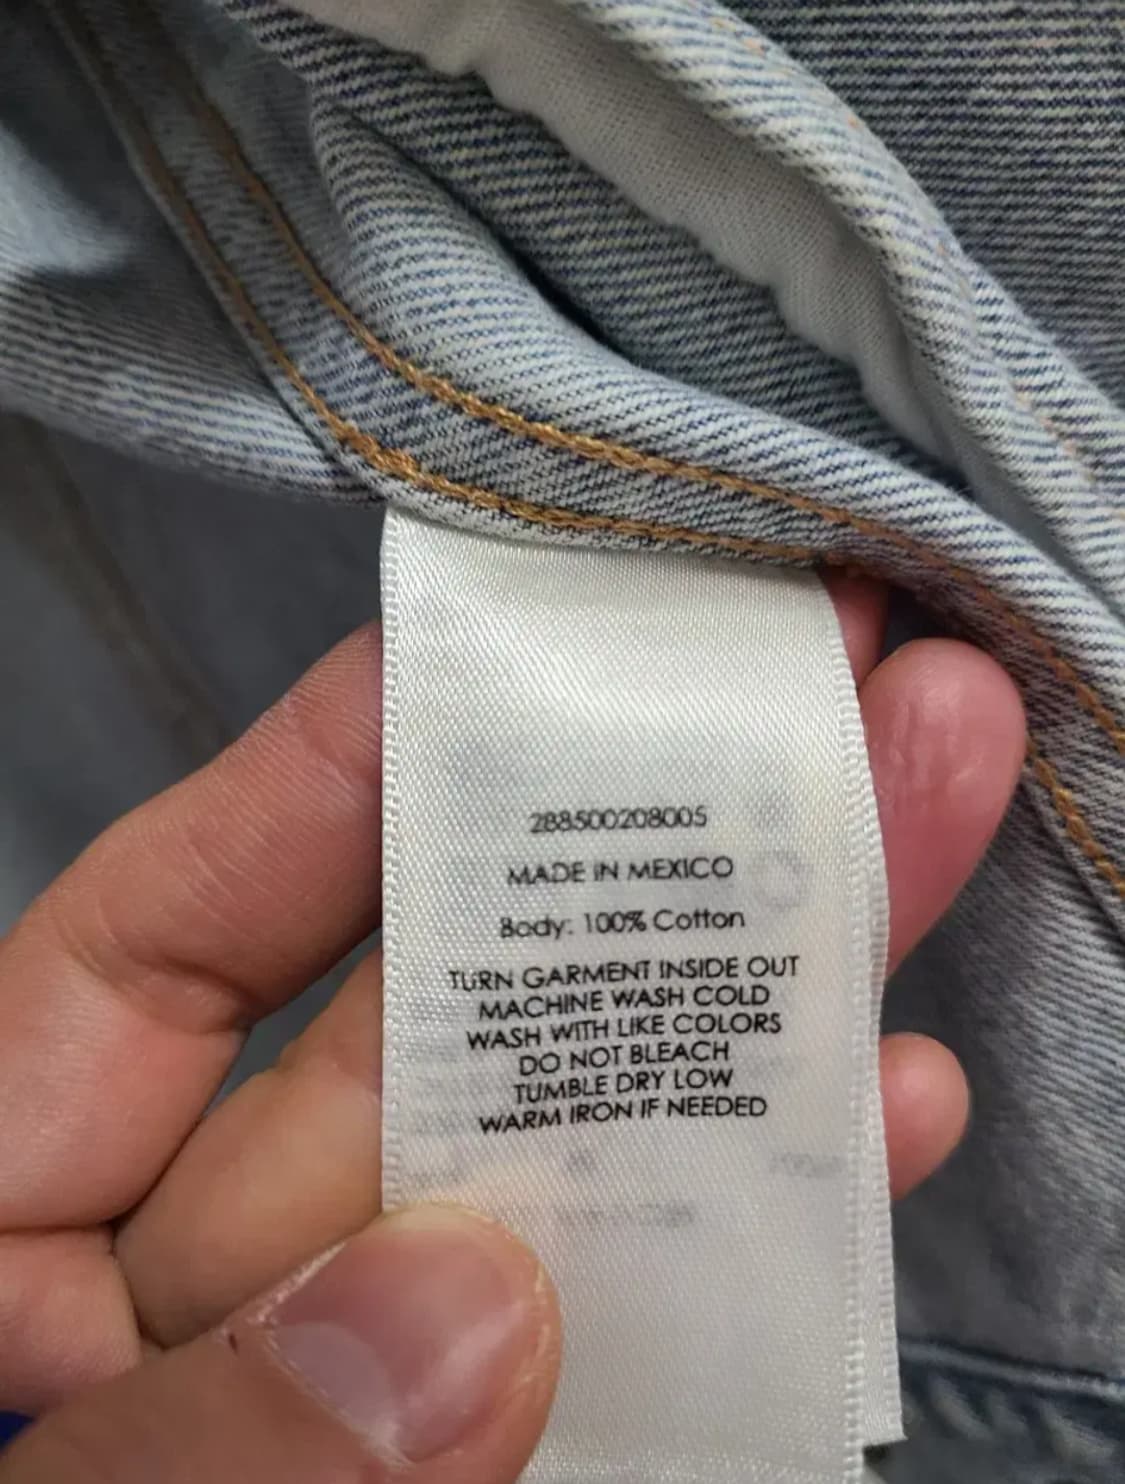 288500208005
MADE IN MEXICO
Body: 100% Cotton
TURN GARMENT INSIDE OUT
MACHINE WASH COLD
WASH WITH LIKE COLORS
DO NOT BLEACH
TUMBLE DRY LOW
WARM IRON IF NEEDED